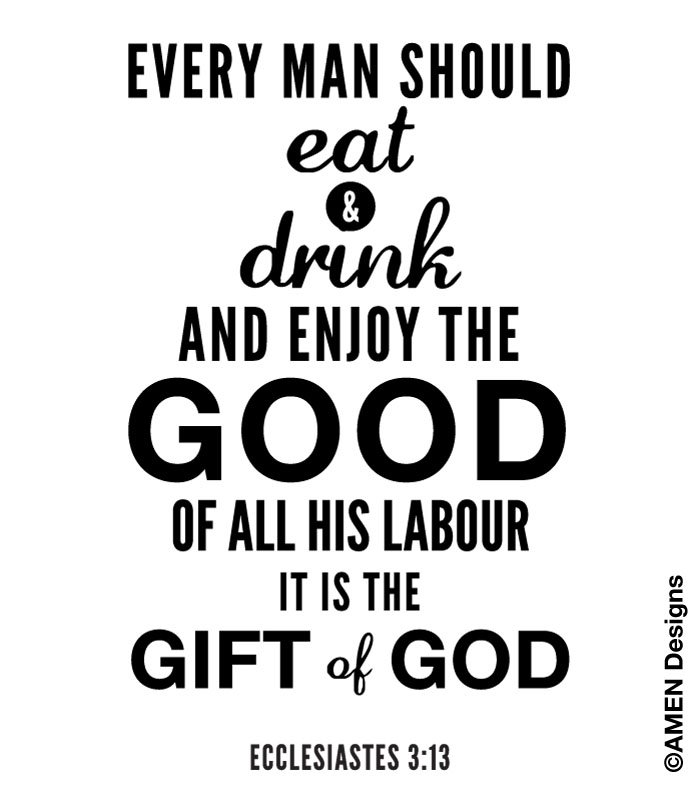 EVERY MAN SHOULD
eat
&
drink
AND ENJOY THE
GOOD
OF ALL HIS LABOUR
IT IS THE
GIFT of GOD
ECCLESIASTES 3:13
©AMEN Designs